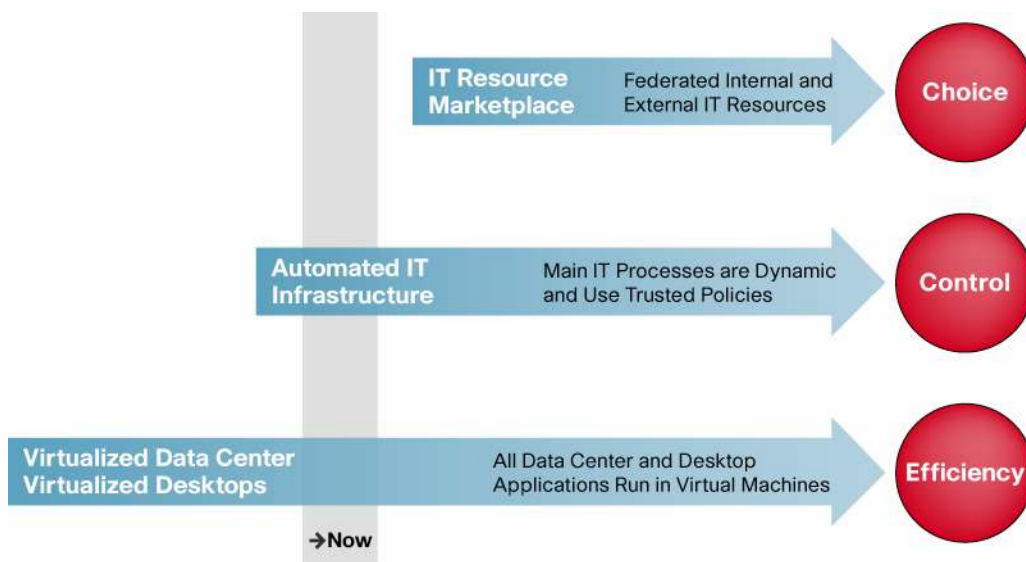 IT Resource
Marketplace
Federated Internal and
External IT Resources
Choice
Automated IT
Infrastructure
Main IT Processes are Dynamic
and Use Trusted Policies
Control
Virtualized Data Center
Virtualized Desktops
All Data Center and Desktop
Applications Run in Virtual Machines
Efficiency
→Now